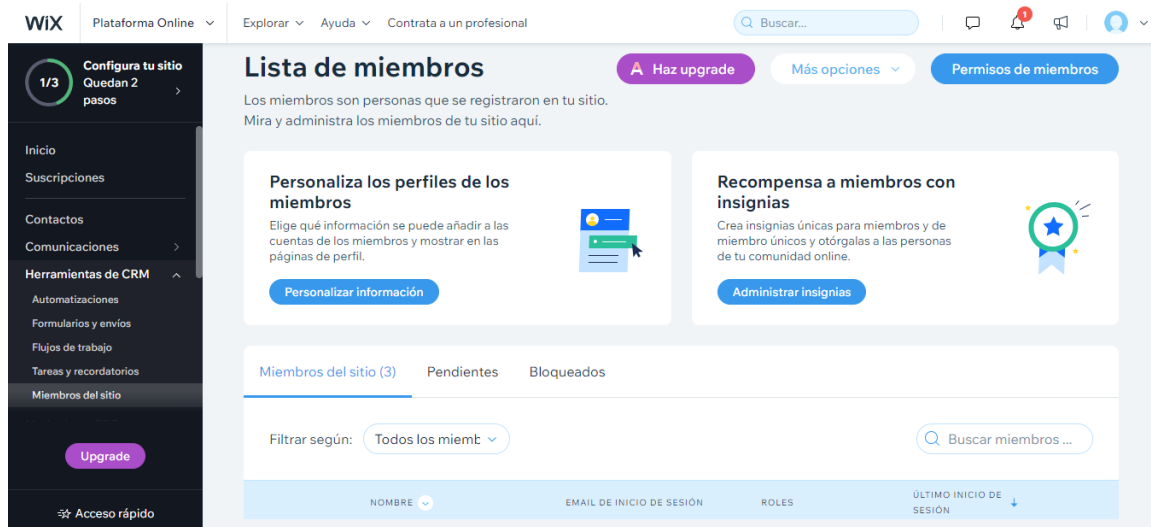 WiX
Plataforma Online
Explorar
Ayuda
Contrata a un profesional
Buscar...
1
1/3
Configura tu sitio
Quedan 2
pasos
Inicio
Suscripciones
Contactos
Comunicaciones
Herramientas de CRM
Automatizaciones
Formularios y envíos
Flujos de trabajo
Tareas y recordatorios
Miembros del sitio
Upgrade
Acceso rápido
Lista de miembros
Haz upgrade
Más opciones
Permisos de miembros
Los miembros son personas que se registraron en tu sitio.
Mira y administra los miembros de tu sitio aquí.
Personaliza los perfiles de los
miembros
Elige qué información se puede añadir a las
cuentas de los miembros y mostrar en las
páginas de perfil.
Personalizar información
Recompensa a miembros con
insignias
Crea insignias únicas para miembros y de
miembro únicos y otórgalas a las personas
de tu comunidad online.
Administrar insignias
Miembros del sitio (3)
Pendientes
Bloqueados
Filtrar según:
Todos los miemb
Buscar miembros ...
NOMBRE
EMAIL DE INICIO DE SESIÓN
ROLES
ÚLTIMO INICIO DE
SESIÓN